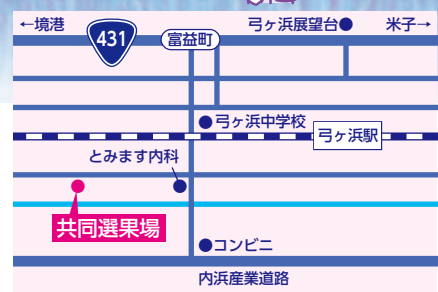 ←境港
431
富益町
弓ヶ浜展望台●
米子→
●弓ヶ浜中学校
弓ヶ浜駅
とみます内科
共同選果場
●コンビニ
内浜産業道路